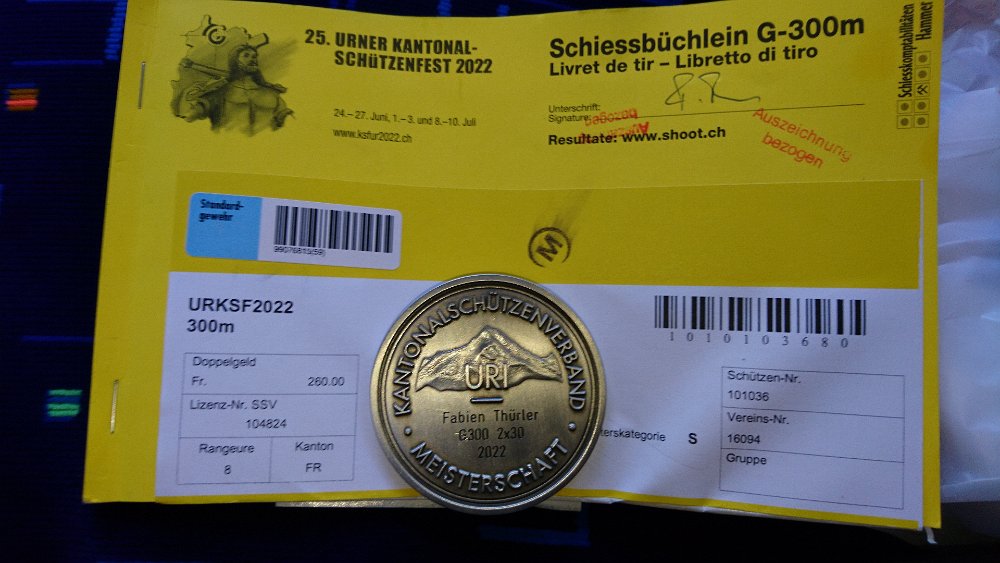 25. URNER KANTONAL-
SCHÜTZENFEST 2022
24.– 27. Juni, 1.– 3. und 8.–10. Juli
www.ksfur2022.ch
Schiessbüchlein G-300m
Livret de tir – Libretto di tiro
Unterschrift:
Signature:
Resultate: www.shoot.ch
Auszeichnung
bezogen
Schiesskomptabilitäten
Hammer
Standard-
gewehr
M
URKSF2022
300m
Doppelgeld
Fr. 260.00
Lizenz-Nr. SSV
104824
Rangeure
8
Kanton
FR
KANTONALSCHÜTZENVERBAND
URI
Fabien Thürler
G300 2x30
2022
MEISTERSCHAFT
terskategorie S
10103680
Schützen-Nr.
101036
Vereins-Nr.
16094
Gruppe